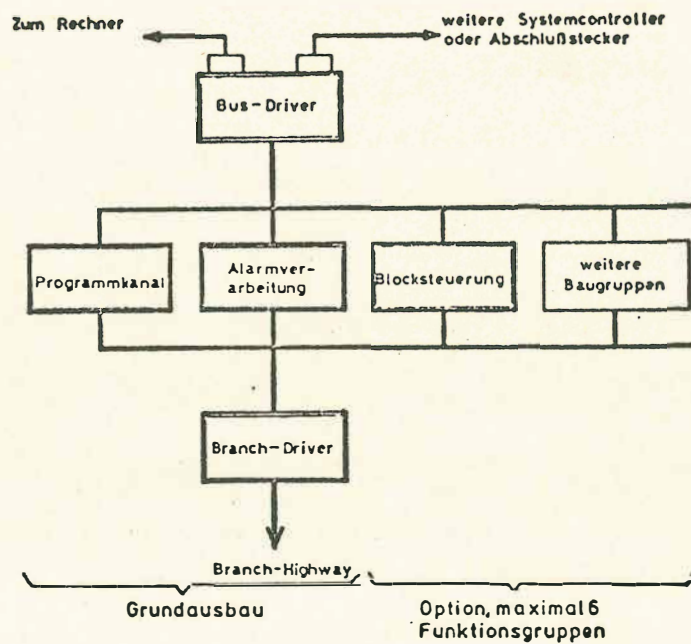 Zum Rechner
weitere Systemcontroller
oder Abschlußstecker
Bus-Driver
Programmkanal
Alarmver-
arbeitung
Blocksteuerung
weitere
Baugruppen
Branch-Driver
Branch-Highway
Grundausbau
Option, maximal 6
Funktionsgruppen